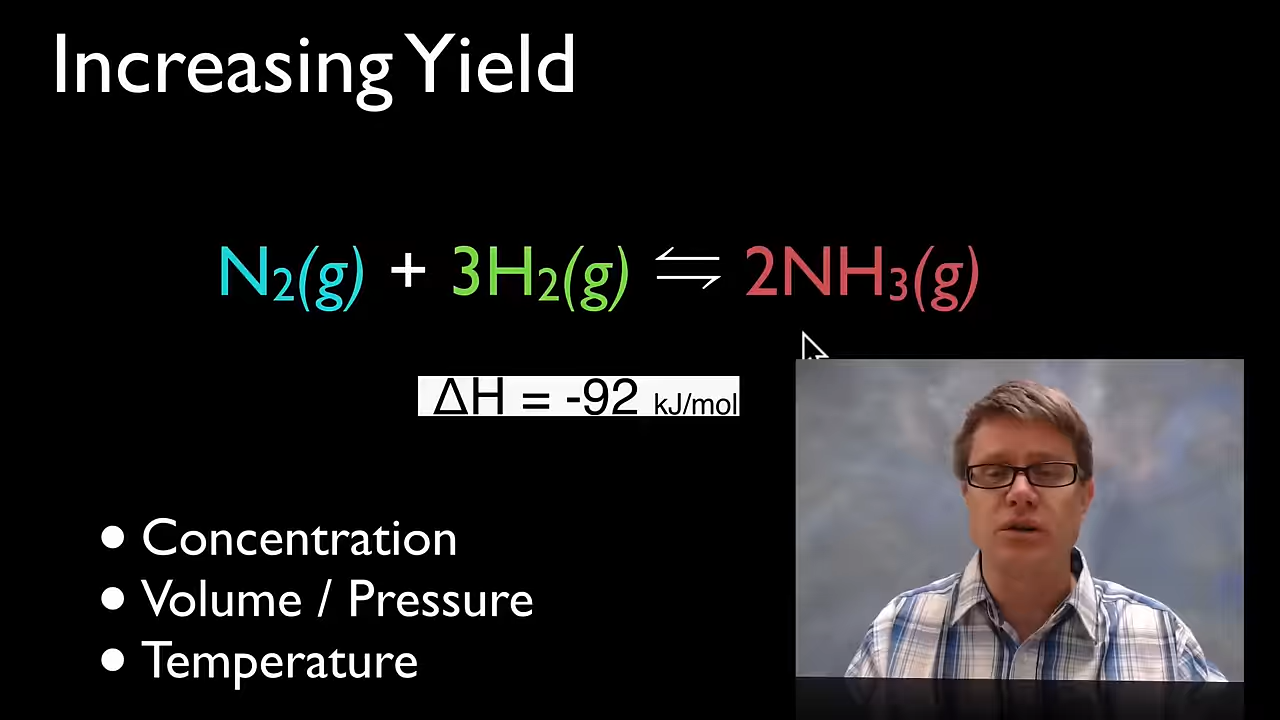 Increasing Yield
N₂(g) + 3H₂(g) ⇌ 2NH₃(g)
ΔH = -92 kJ/mol
• Concentration
• Volume / Pressure
• Temperature